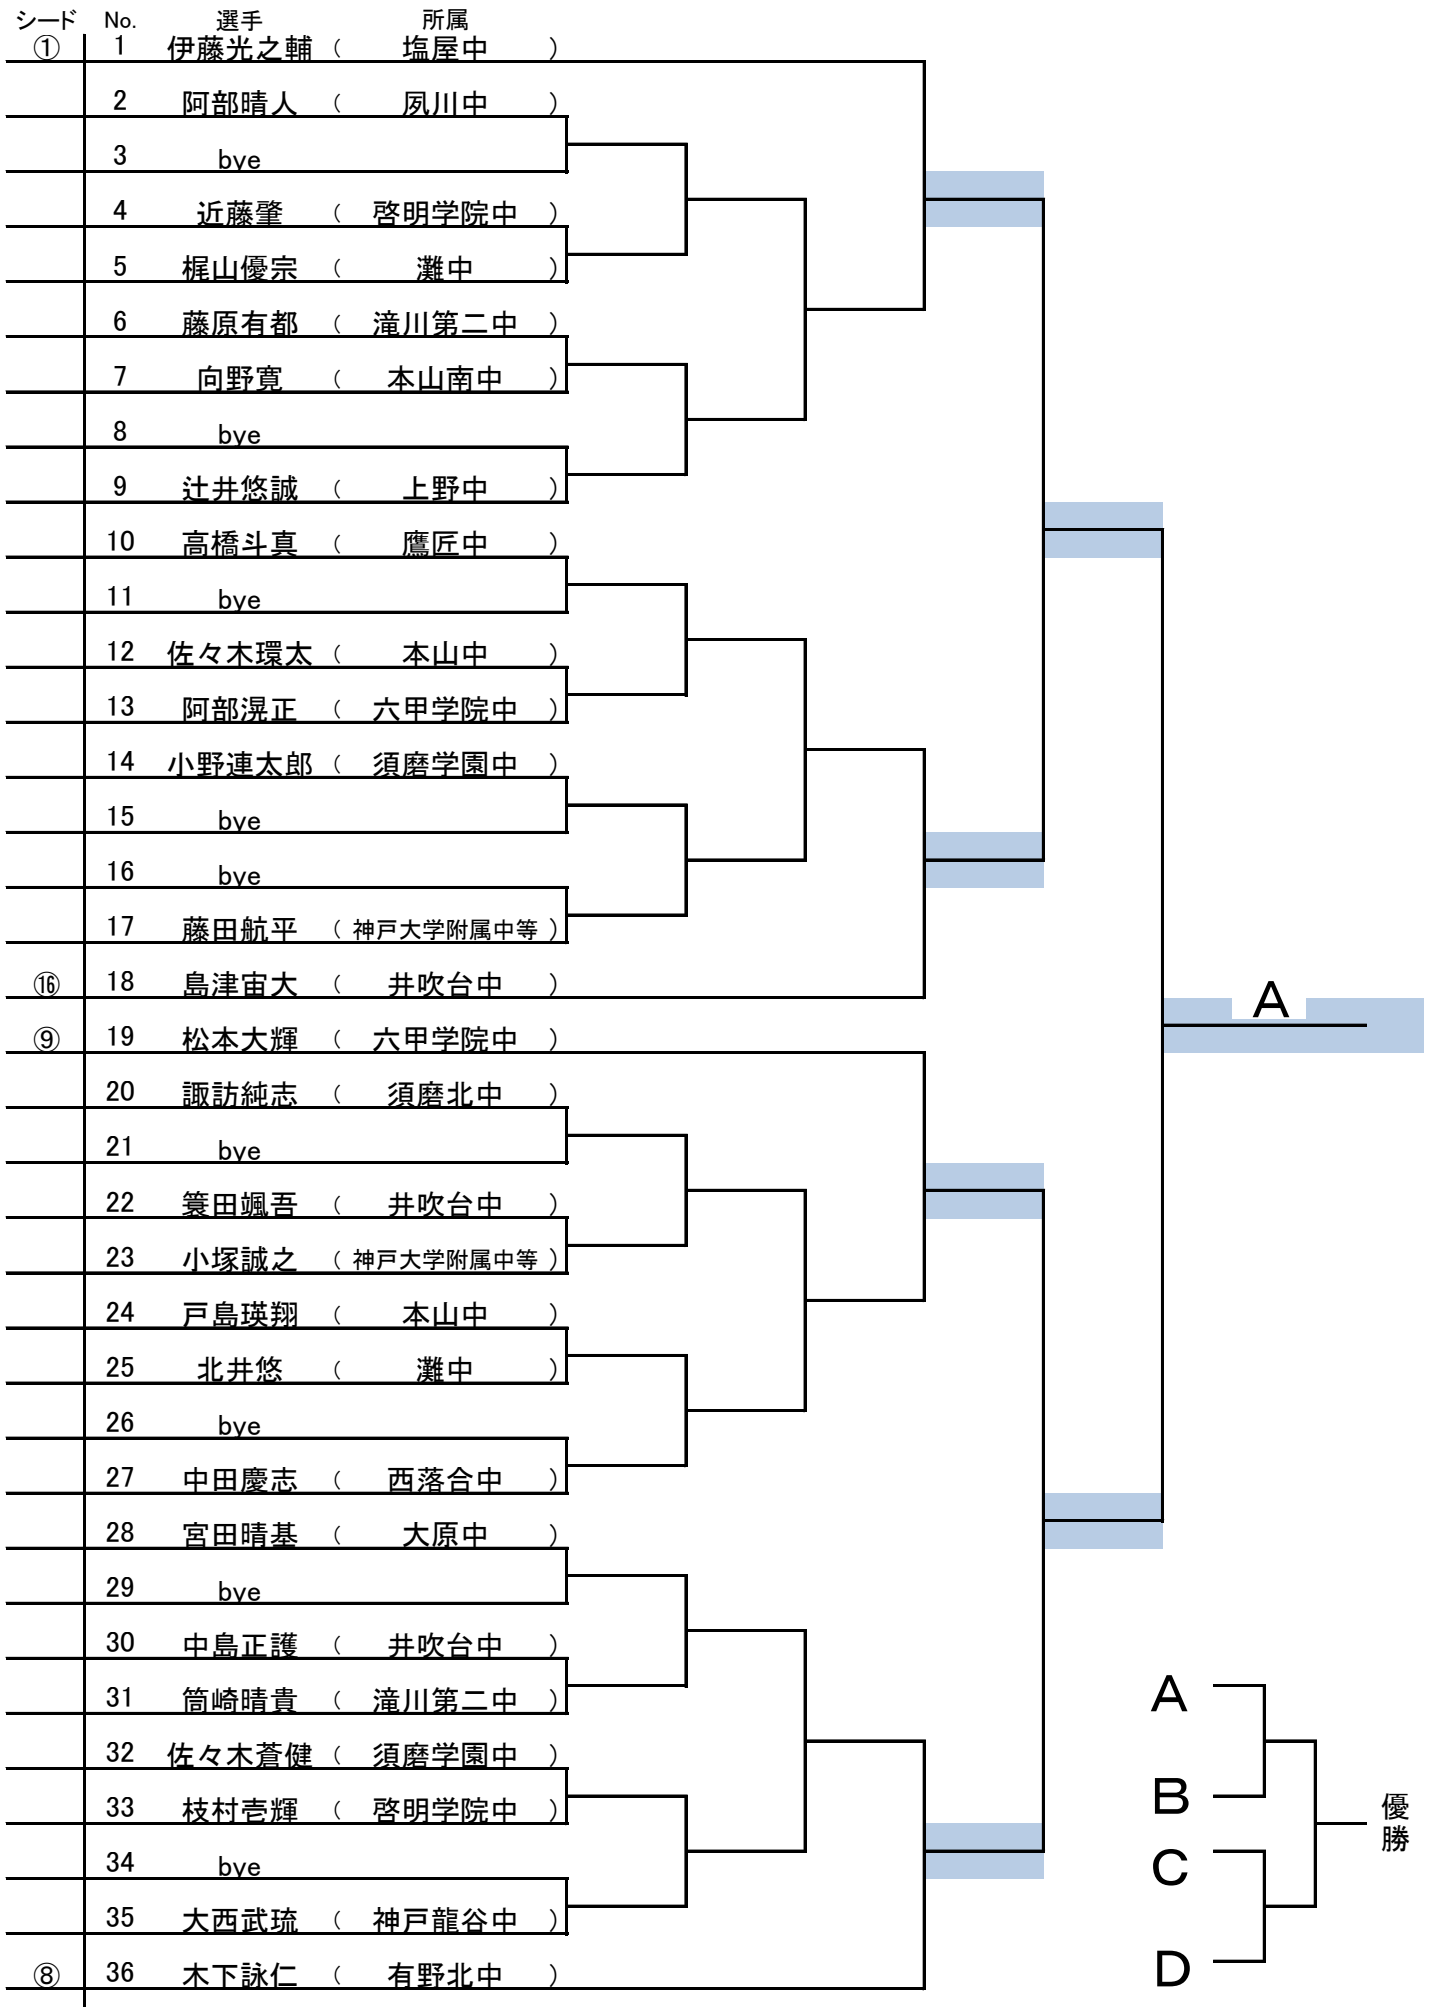 シード No. 選手 所属
① 1 伊藤光之輔 ( 塩屋中 )
2 阿部晴人 ( 夙川中 )
3 bye
4 近藤肇 ( 啓明学院中 )
5 梶山優宗 ( 灘中 )
6 藤原有都 ( 滝川第二中 )
7 向野寛 ( 本山南中 )
8 bye
9 辻井悠誠 ( 上野中 )
10 高橋斗真 ( 鷹匠中 )
11 bye
12 佐々木環太 ( 本山中 )
13 阿部滉正 ( 六甲学院中 )
14 小野連太郎 ( 須磨学園中 )
15 bye
16 bye
17 藤田航平 ( 神戸大学附属中等 )
⑯ 18 島津宙大 ( 井吹台中 )
A
⑨ 19 松本大輝 ( 六甲学院中 )
20 諏訪純志 ( 須磨北中 )
21 bye
22 簑田颯吾 ( 井吹台中 )
23 小塚誠之 ( 神戸大学附属中等 )
24 戸島瑛翔 ( 本山中 )
25 北井悠 ( 灘中 )
26 bye
27 中田慶志 ( 西落合中 )
28 宮田晴基 ( 大原中 )
29 bye
30 中島正護 ( 井吹台中 )
31 筒崎晴貴 ( 滝川第二中 )
32 佐々木蒼健 ( 須磨学園中 )
33 枝村壱輝 ( 啓明学院中 )
34 bye
35 大西武琉 ( 神戸龍谷中 )
⑧ 36 木下詠仁 ( 有野北中 )
A
B
C
D
優勝